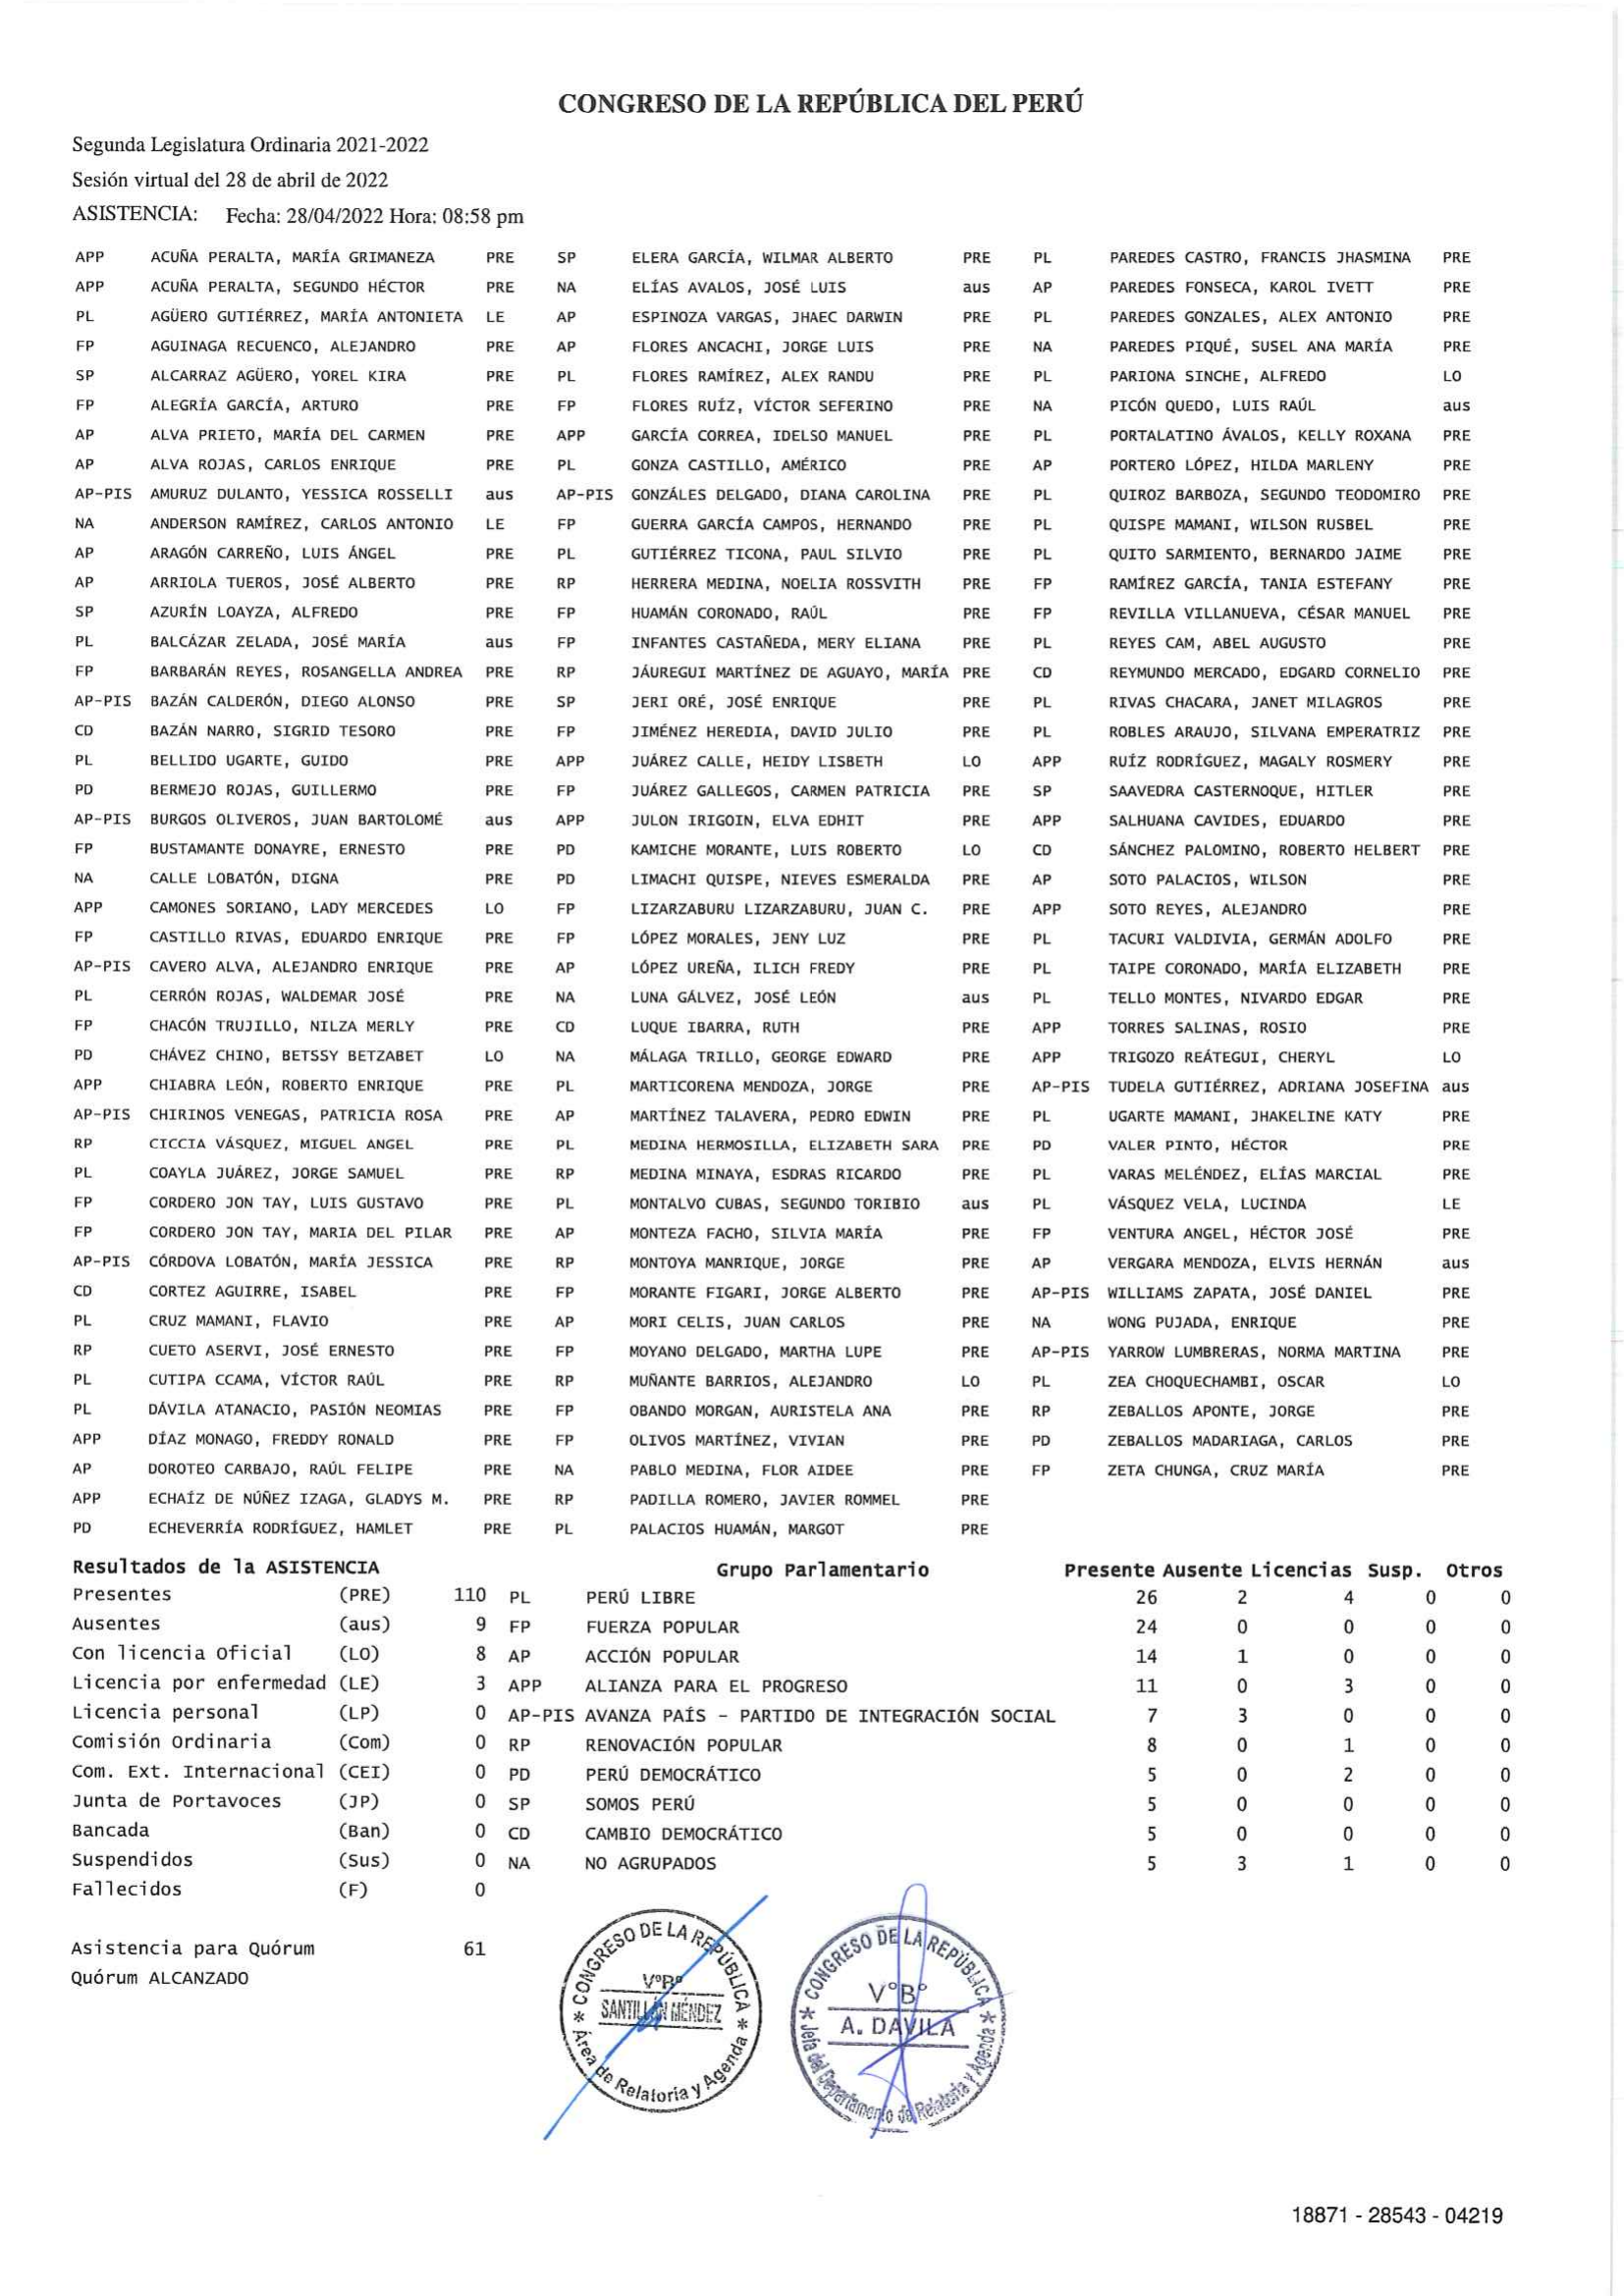 CONGRESO DE LA REPÚBLICA DEL PERÚ
Segunda Legislatura Ordinaria 2021-2022
Sesión virtual del 28 de abril de 2022
ASISTENCIA: Fecha: 28/04/2022 Hora: 08:58 pm
APP ACUÑA PERALTA, MARÍA GRIMANEZA PRE SP ELERA GARCÍA, WILMAR ALBERTO PRE PL PAREDES CASTRO, FRANCIS JHASMINA PRE
APP ACUÑA PERALTA, SEGUNDO HÉCTOR PRE NA ELÍAS AVALOS, JOSÉ LUIS aus AP PAREDES FONSECA, KAROL IVETT PRE
PL AGÜERO GUTIÉRREZ, MARÍA ANTONIETA LE AP ESPINOZA VARGAS, JHAEC DARWIN PRE PL PAREDES GONZALES, ALEX ANTONIO PRE
FP AGUINAGA RECUENCO, ALEJANDRO PRE AP FLORES ANCACHI, JORGE LUIS PRE NA PAREDES PIQUÉ, SUSEL ANA MARÍA PRE
SP ALCARRAZ AGÜERO, YOREL KIRA PRE PL FLORES RAMÍREZ, ALEX RANDU PRE PL PARIONA SINCHE, ALFREDO LO
FP ALEGRÍA GARCÍA, ARTURO PRE FP FLORES RUÍZ, VÍCTOR SEFERINO PRE NA PICÓN QUEDO, LUIS RAÚL aus
AP ALVA PRIETO, MARÍA DEL CARMEN PRE APP GARCÍA CORREA, IDELSO MANUEL PRE PL PORTALATINO ÁVALOS, KELLY ROXANA PRE
AP ALVA ROJAS, CARLOS ENRIQUE PRE PL GONZA CASTILLO, AMÉRICO PRE AP PORTERO LÓPEZ, HILDA MARLENY PRE
AP-PIS AMURUZ DULANTO, YESSICA ROSSELLI aus AP-PIS GONZÁLES DELGADO, DIANA CAROLINA PRE PL QUIROZ BARBOZA, SEGUNDO TEODOMIRO PRE
NA ANDERSON RAMÍREZ, CARLOS ANTONIO LE FP GUERRA GARCÍA CAMPOS, HERNANDO PRE PL QUISPE MAMANI, WILSON RUSBEL PRE
AP ARAGÓN CARREÑO, LUIS ÁNGEL PRE PL GUTIÉRREZ TICONA, PAUL SILVIO PRE PL QUITO SARMIENTO, BERNARDO JAIME PRE
AP ARRIOLA TUEROS, JOSÉ ALBERTO PRE RP HERRERA MEDINA, NOELIA ROSSVITH PRE FP RAMÍREZ GARCÍA, TANIA ESTEFANY PRE
SP AZURÍN LOAYZA, ALFREDO PRE FP HUAMÁN CORONADO, RAÚL PRE FP REVILLA VILLANUEVA, CÉSAR MANUEL PRE
PL BALCÁZAR ZELADA, JOSÉ MARÍA aus FP INFANTES CASTAÑEDA, MERY ELIANA PRE PL REYES CAM, ABEL AUGUSTO PRE
FP BARBARÁN REYES, ROSANGELLA ANDREA PRE RP JÁUREGUI MARTÍNEZ DE AGUAYO, MARÍA PRE CD REYMUNDO MERCADO, EDGARD CORNELIO PRE
AP-PIS BAZÁN CALDERÓN, DIEGO ALONSO PRE SP JERI ORÉ, JOSÉ ENRIQUE PRE PL RIVAS CHACARA, JANET MILAGROS PRE
CD BAZÁN NARRO, SIGRID TESORO PRE FP JIMÉNEZ HEREDIA, DAVID JULIO PRE PL ROBLES ARAUJO, SILVANA EMPERATRIZ PRE
PL BELLIDO UGARTE, GUIDO PRE APP JUÁREZ CALLE, HEIDY LISBETH LO APP RUÍZ RODRÍGUEZ, MAGALY ROSMERY PRE
PD BERMEJO ROJAS, GUILLERMO PRE FP JUÁREZ GALLEGOS, CARMEN PATRICIA PRE SP SAAVEDRA CASTERNOQUE, HITLER PRE
AP-PIS BURGOS OLIVEROS, JUAN BARTOLOMÉ aus APP JULON IRIGOIN, ELVA EDHIT PRE APP SALHUANA CAVIDES, EDUARDO PRE
FP BUSTAMANTE DONAYRE, ERNESTO PRE PD KAMICHE MORANTE, LUIS ROBERTO LO CD SÁNCHEZ PALOMINO, ROBERTO HELBERT PRE
NA CALLE LOBATÓN, DIGNA PRE PD LIMACHI QUISPE, NIEVES ESMERALDA PRE AP SOTO PALACIOS, WILSON PRE
APP CAMONES SORIANO, LADY MERCEDES LO FP LIZARZABURU LIZARZABURU, JUAN C. PRE APP SOTO REYES, ALEJANDRO PRE
FP CASTILLO RIVAS, EDUARDO ENRIQUE PRE FP LÓPEZ MORALES, JENY LUZ PRE PL TACURI VALDIVIA, GERMÁN ADOLFO PRE
AP-PIS CAVERO ALVA, ALEJANDRO ENRIQUE PRE AP LÓPEZ UREÑA, ILICH FREDY PRE PL TAIPE CORONADO, MARÍA ELIZABETH PRE
PL CERRÓN ROJAS, WALDEMAR JOSÉ PRE NA LUNA GÁLVEZ, JOSÉ LEÓN aus PL TELLO MONTES, NIVARDO EDGAR PRE
FP CHACÓN TRUJILLO, NILZA MERLY PRE CD LUQUE IBARRA, RUTH PRE APP TORRES SALINAS, ROSIO PRE
PD CHÁVEZ CHINO, BETSSY BETZABET LO NA MÁLAGA TRILLO, GEORGE EDWARD PRE APP TRIGOZO REÁTEGUI, CHERYL LO
APP CHIABRA LEÓN, ROBERTO ENRIQUE PRE PL MARTICORENA MENDOZA, JORGE PRE AP-PIS TUDELA GUTIÉRREZ, ADRIANA JOSEFINA aus
AP-PIS CHIRINOS VENEGAS, PATRICIA ROSA PRE AP MARTÍNEZ TALAVERA, PEDRO EDWIN PRE PL UGARTE MAMANI, JHAKELINE KATY PRE
RP CICCIA VÁSQUEZ, MIGUEL ANGEL PRE PL MEDINA HERMOSILLA, ELIZABETH SARA PRE PD VALER PINTO, HÉCTOR PRE
PL COAYLA JUÁREZ, JORGE SAMUEL PRE RP MEDINA MINAYA, ESDRAS RICARDO PRE PL VARAS MELÉNDEZ, ELÍAS MARCIAL PRE
FP CORDERO JON TAY, LUIS GUSTAVO PRE PL MONTALVO CUBAS, SEGUNDO TORIBIO aus PL VÁSQUEZ VELA, LUCINDA LE
FP CORDERO JON TAY, MARIA DEL PILAR PRE AP MONTEZA FACHO, SILVIA MARÍA PRE FP VENTURA ANGEL, HÉCTOR JOSÉ PRE
AP-PIS CÓRDOVA LOBATÓN, MARÍA JESSICA PRE RP MONTOYA MANRIQUE, JORGE PRE AP VERGARA MENDOZA, ELVIS HERNÁN aus
CD CORTEZ AGUIRRE, ISABEL PRE FP MORANTE FIGARI, JORGE ALBERTO PRE AP-PIS WILLIAMS ZAPATA, JOSÉ DANIEL PRE
PL CRUZ MAMANI, FLAVIO PRE AP MORI CELIS, JUAN CARLOS PRE NA WONG PUJADA, ENRIQUE PRE
RP CUETO ASERVI, JOSÉ ERNESTO PRE FP MOYANO DELGADO, MARTHA LUPE PRE AP-PIS YARROW LUMBRERAS, NORMA MARTINA PRE
PL CUTIPA CCAMA, VÍCTOR RAÚL PRE RP MUÑANTE BARRIOS, ALEJANDRO LO PL ZEA CHOQUECHAMBI, OSCAR LO
PL DÁVILA ATANACIO, PASIÓN NEOMIAS PRE FP OBANDO MORGAN, AURISTELA ANA PRE RP ZEBALLOS APONTE, JORGE PRE
APP DÍAZ MONAGO, FREDDY RONALD PRE FP OLIVOS MARTÍNEZ, VIVIAN PRE PD ZEBALLOS MADARIAGA, CARLOS PRE
AP DOROTEO CARBAJO, RAÚL FELIPE PRE NA PABLO MEDINA, FLOR AIDEE PRE FP ZETA CHUNGA, CRUZ MARÍA PRE
APP ECHAÍZ DE NÚÑEZ IZAGA, GLADYS M. PRE RP PADILLA ROMERO, JAVIER ROMMEL PRE
PD ECHEVERRÍA RODRÍGUEZ, HAMLET PRE PL PALACIOS HUAMÁN, MARGOT PRE
Resultados de la ASISTENCIA Grupo Parlamentario Presente Ausente Licencias Susp. Otros
Presentes (PRE) 110 PL PERÚ LIBRE 26 2 4 0 0
Ausentes (aus) 9 FP FUERZA POPULAR 24 0 0 0 0
Con licencia Oficial (LO) 8 AP ACCIÓN POPULAR 14 1 0 0 0
Licencia por enfermedad (LE) 3 APP ALIANZA PARA EL PROGRESO 11 0 3 0 0
Licencia personal (LP) 0 AP-PIS AVANZA PAÍS - PARTIDO DE INTEGRACIÓN SOCIAL 7 3 0 0 0
Comisión Ordinaria (Com) 0 RP RENOVACIÓN POPULAR 8 0 1 0 0
Com. Ext. Internacional (CEI) 0 PD PERÚ DEMOCRÁTICO 5 0 2 0 0
Junta de Portavoces (JP) 0 SP SOMOS PERÚ 5 0 0 0 0
Bancada (Ban) 0 CD CAMBIO DEMOCRÁTICO 5 0 0 0 0
Suspendidos (Sus) 0 NA NO AGRUPADOS 5 3 1 0 0
Fallecidos (F) 0
Asistencia para Quórum 61
Quórum ALCANZADO
* CONGRESO DE LA REPÚBLICA *
V°B°
SANTILLÁN MÉNDEZ
Área de Relatoria y Agenda
* CONGRESO DE LA REPÚBLICA *
V°B°
A. DAVILA
Jefa del Departamento de Relatoria y Agenda
18871 - 28543 - 04219